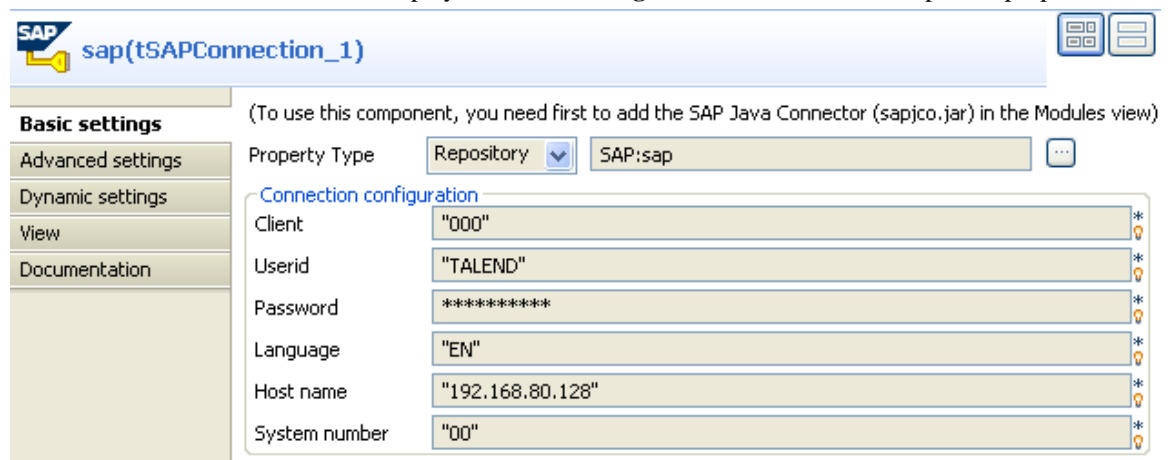 SAP
sap(tSAPConnection_1)
Basic settings
Advanced settings
Dynamic settings
View
Documentation
(To use this component, you need first to add the SAP Java Connector (sapjco.jar) in the Modules view)
Property Type Repository SAP:sap ...
Connection configuration
Client "000" *
Userid "TALEND" *
Password ********** *
Language "EN" *
Host name "192.168.80.128" *
System number "00" *